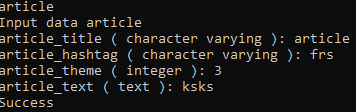 article
Input data article
article_title ( character varying ): article
article_hashtag ( character varying ): frs
article_theme ( integer ): 3
article_text ( text ): ksks
Success